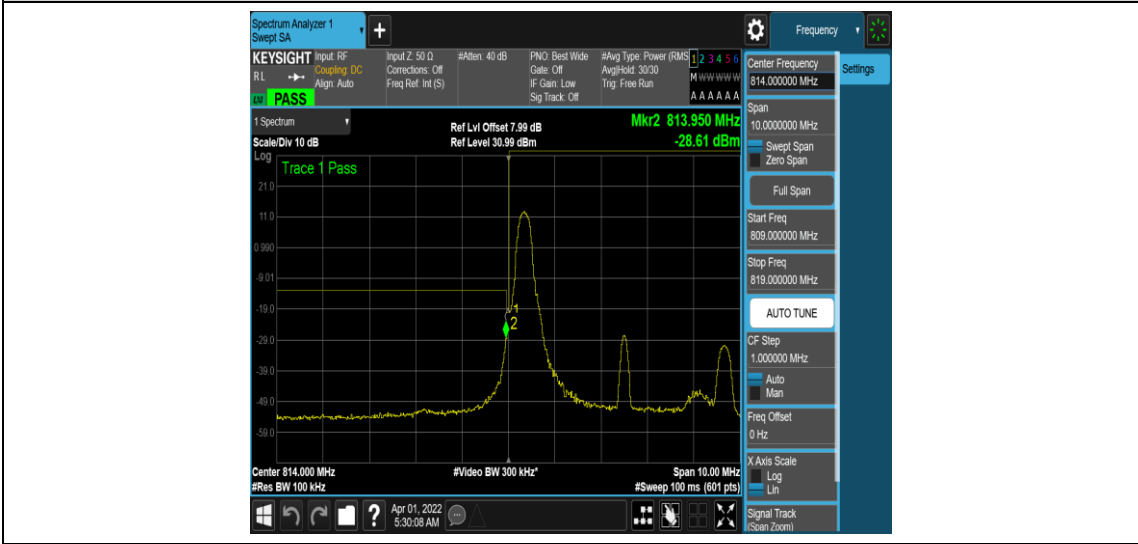 Spectrum Analyzer 1
Swept SA
+
Frequency
KEYSIGHT
RL
LXI PASS
Input: RF
Coupling: DC
Align: Auto
Input Z: 50 Ω
Corrections: Off
Freq Ref: Int (S)
#Atten: 40 dB
PNO: Best Wide
Gate: Off
IF Gain: Low
Sig Track: Off
#Avg Type: Power (RMS
Avg|Hold: 30/30
Trig: Free Run
1 2 3 4 5 6
M W W W W W
A A A A A A
1 Spectrum
Scale/Div 10 dB
Ref Lvl Offset 7.99 dB
Ref Level 30.99 dBm
Mkr2 813.950 MHz
-28.61 dBm
Log
Trace 1 Pass
21.0
11.0
0.990
-9.01
-19.0
-29.0
-39.0
-49.0
-59.0
1
2
Center 814.000 MHz
#Res BW 100 kHz
#Video BW 300 kHz*
Span 10.00 MHz
#Sweep 100 ms (601 pts)
Center Frequency
814.000000 MHz
Settings
Span
10.0000000 MHz
Swept Span
Zero Span
Full Span
Start Freq
809.000000 MHz
Stop Freq
819.000000 MHz
AUTO TUNE
CF Step
1.000000 MHz
Auto
Man
Freq Offset
0 Hz
X Axis Scale
Log
Lin
Signal Track
(Span Zoom)
?
Apr 01, 2022
5:30:08 AM